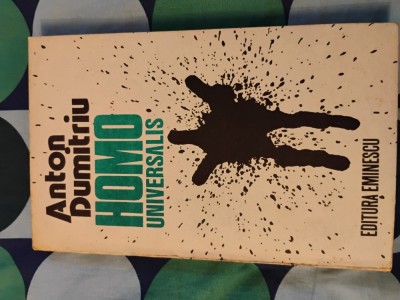 Anton
Dumitriu
HOMO
UNIVERSALIS
EDITURA EMINESCU